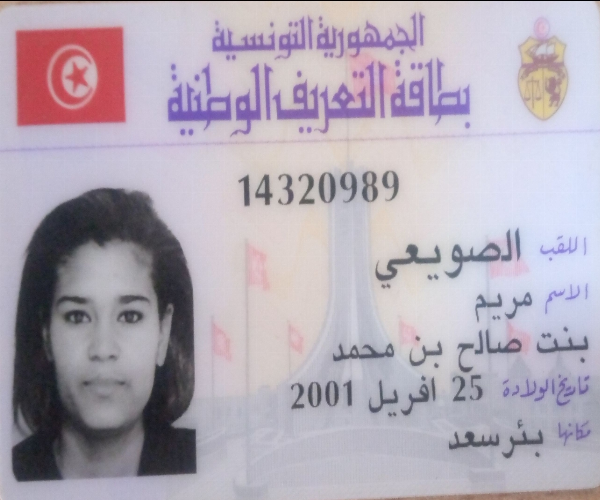 الجمهورية التونسية
بطاقة التعريف الوطنية
14320989
اللقب الصويعي
الاسم مريم
بنت صالح بن محمد
تاريخ الولادة 25 افريل 2001
مكانها بئرسعد